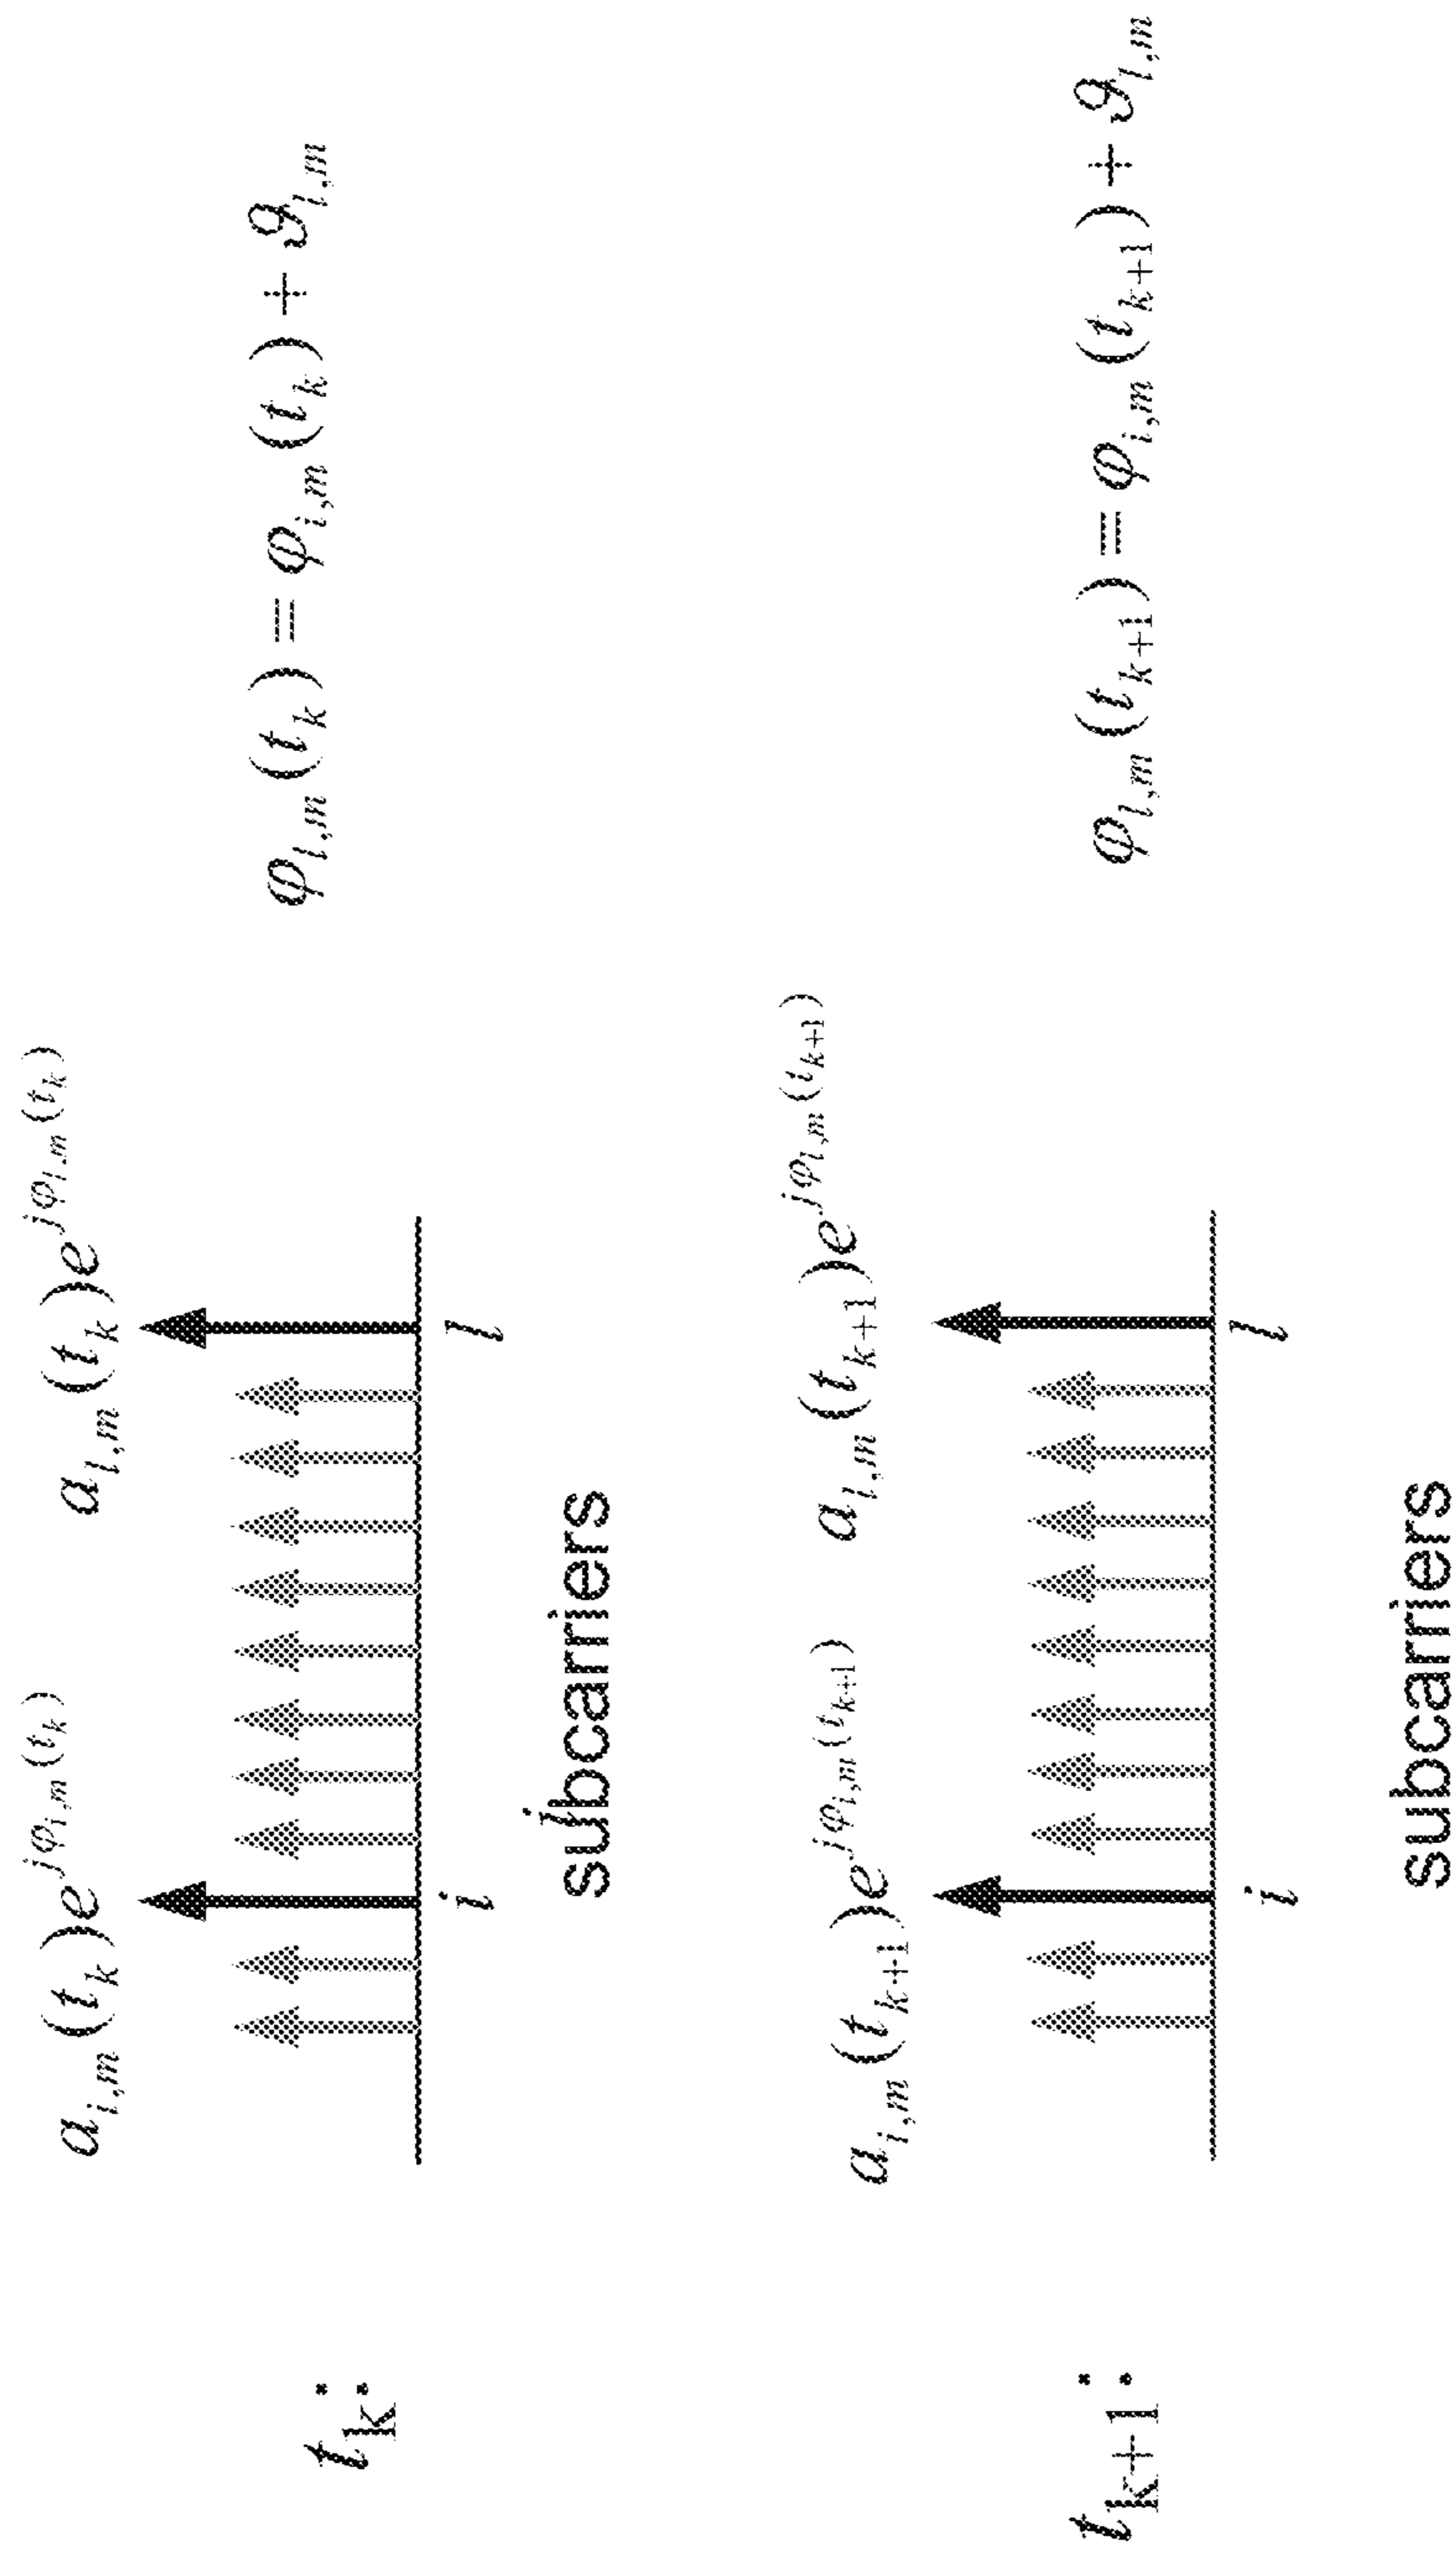 t_k:
a_{i,m}(t_k)e^{jφ_{i,m}(t_k)} a_{l,m}(t_k)e^{jφ_{l,m}(t_k)}
φ_{l,m}(t_k) = φ_{i,m}(t_k) + ϑ_{l,m}
i l
i
subcarriers
t_{k+1}:
a_{i,m}(t_{k+1})e^{jφ_{i,m}(t_{k+1})} a_{l,m}(t_{k+1})e^{jφ_{l,m}(t_{k+1})}
φ_{l,m}(t_{k+1}) = φ_{i,m}(t_{k+1}) + ϑ_{l,m}
i l
subcarriers